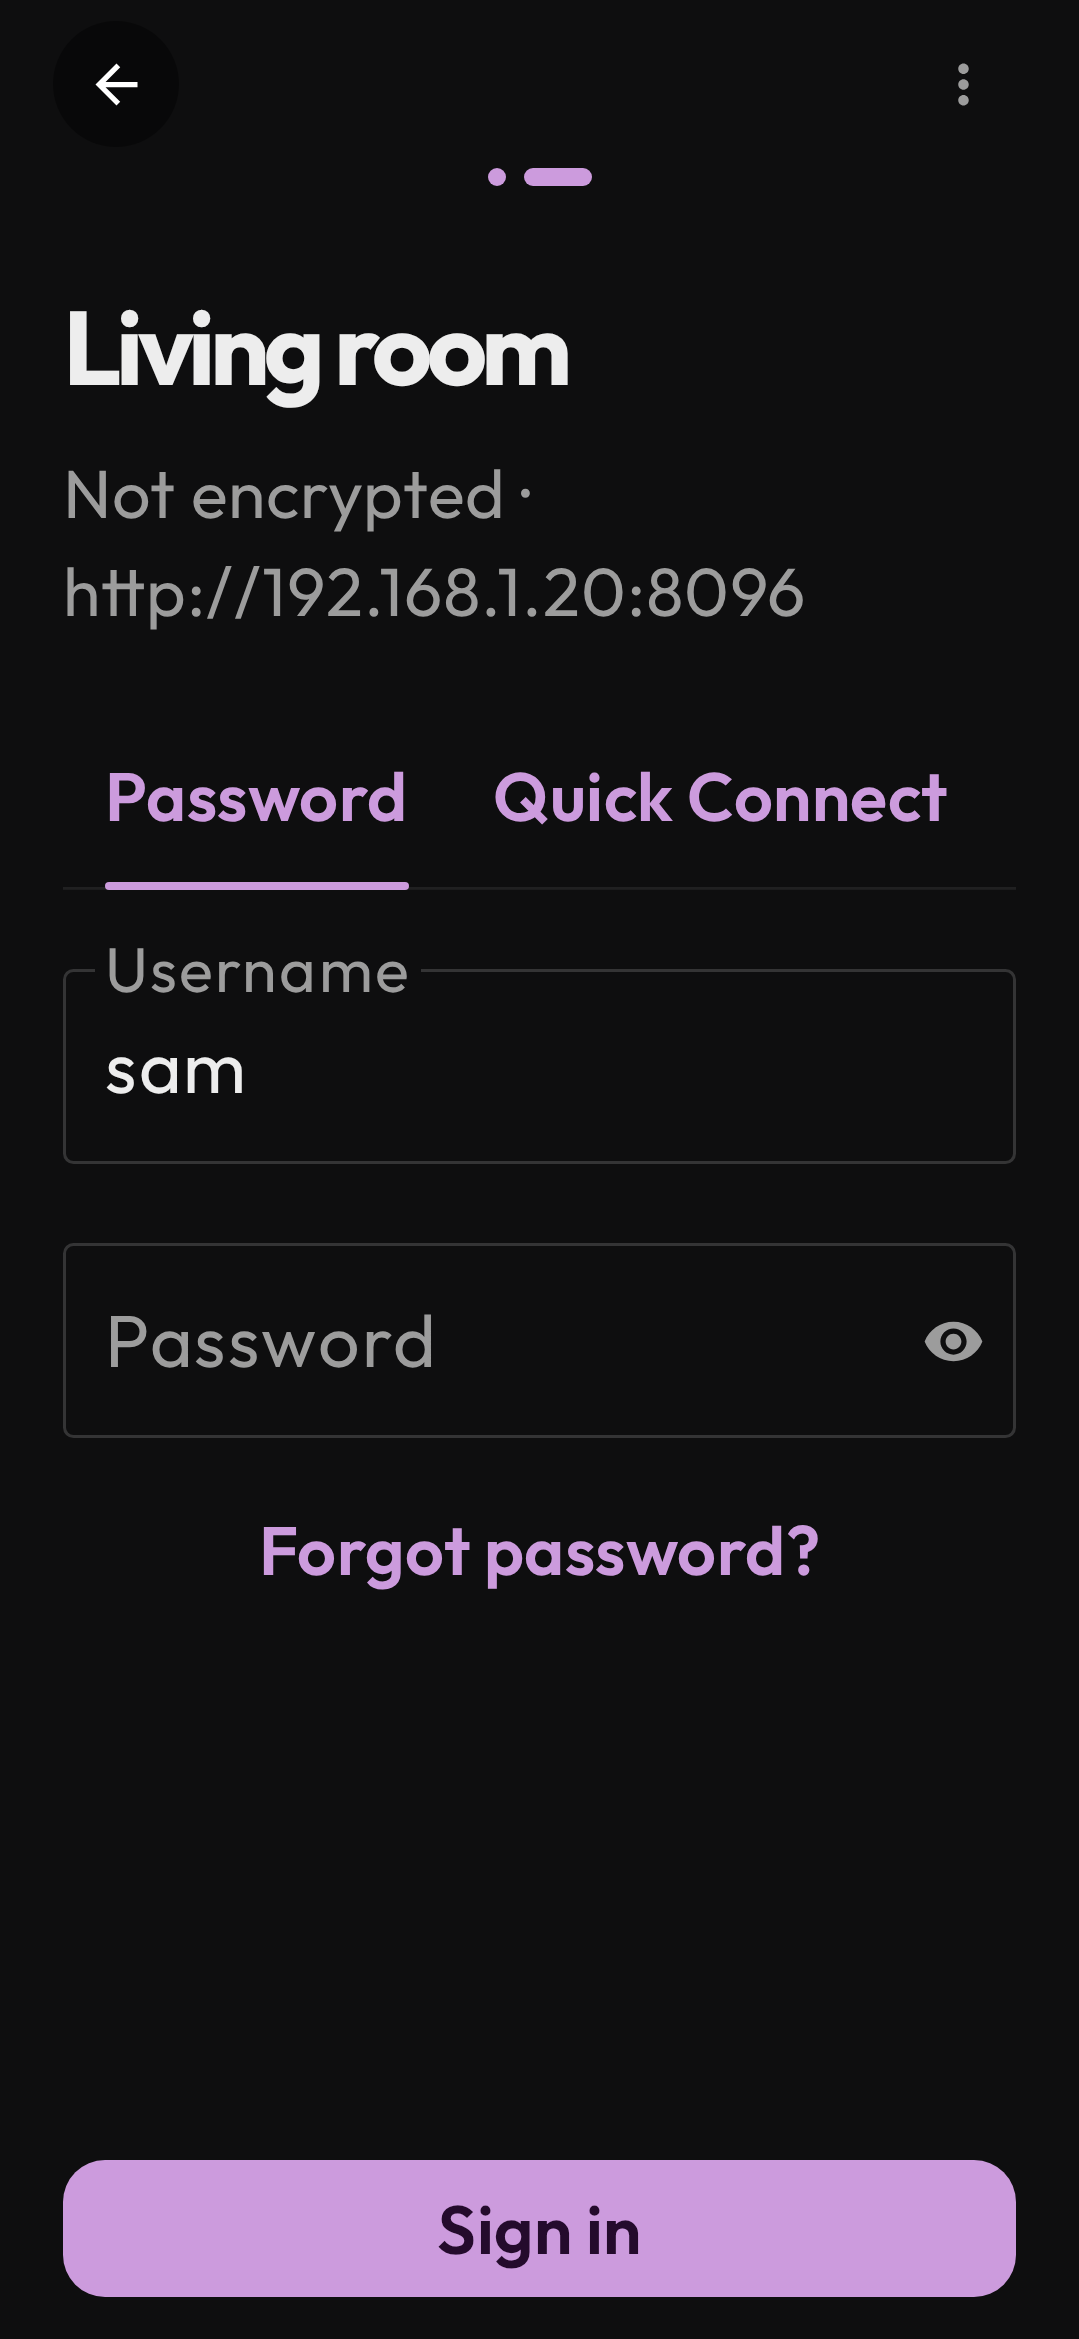 Living room
Not encrypted ·
http://192.168.1.20:8096
Password
Quick Connect
Username
sam
Password
Forgot password?
Sign in